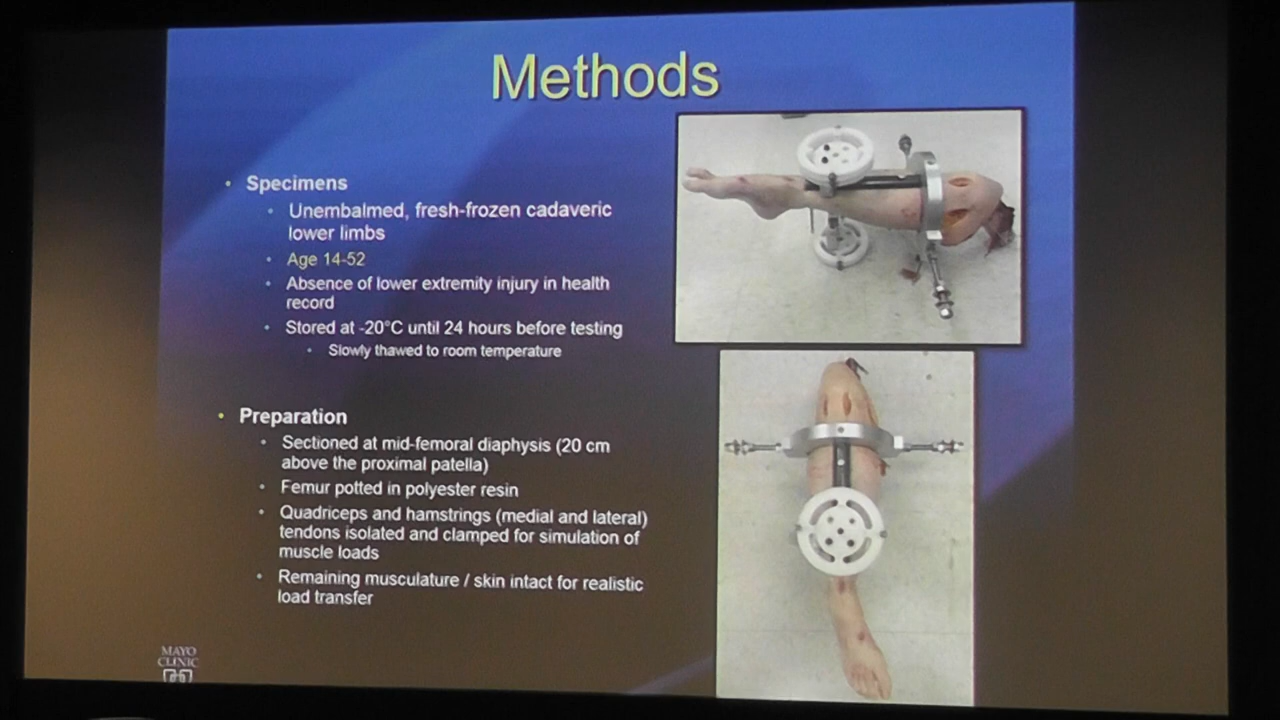 Methods
Specimens
Unembalmed, fresh-frozen cadaveric
lower limbs
Age 14-52
Absence of lower extremity injury in health
record
Stored at -20°C until 24 hours before testing
Slowly thawed to room temperature
Preparation
Sectioned at mid-femoral diaphysis (20 cm
above the proximal patella)
Femur potted in polyester resin
Quadriceps and hamstrings (medial and lateral)
tendons isolated and clamped for simulation of
muscle loads
Remaining musculature / skin intact for realistic
load transfer
MAYO
CLINIC